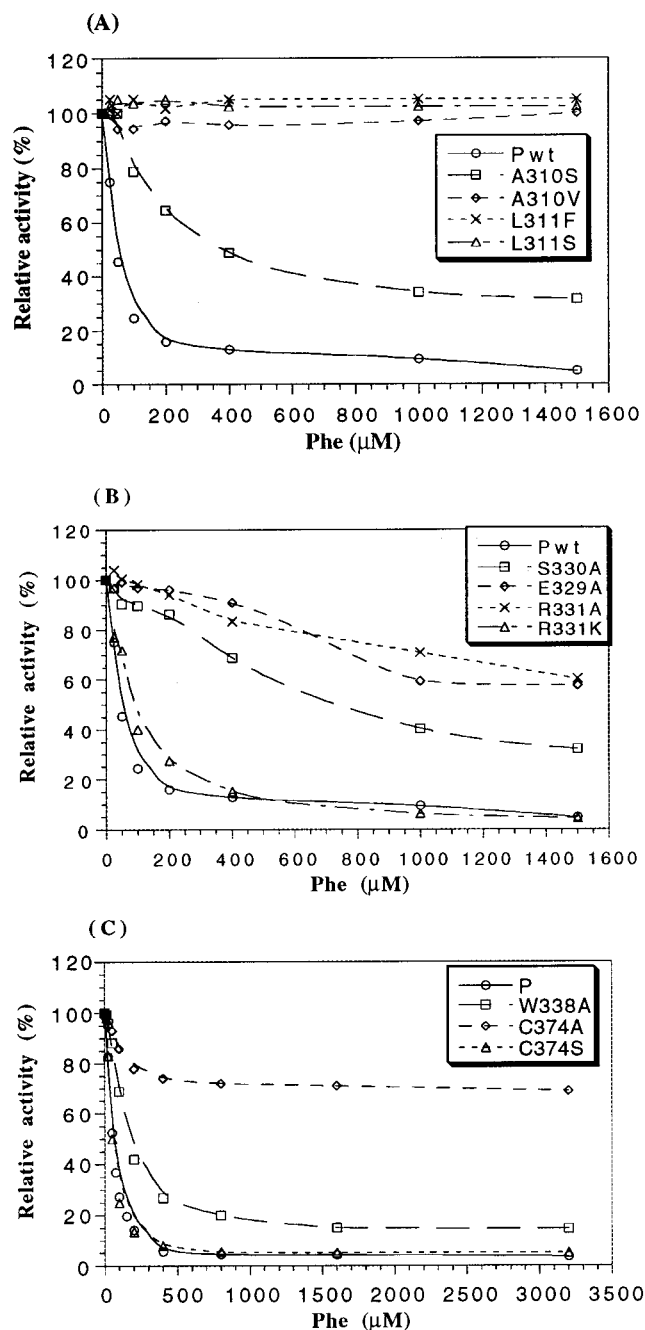 (A)
120
100
80
60
40
20
0
Relative activity (%)
Pwt
A310S
A310V
L311F
L311S
0 200 400 600 800 1000 1200 1400 1600
Phe (µM)
(B)
120
100
80
60
40
20
0
Relative activity (%)
Pwt
S330A
E329A
R331A
R331K
0 200 400 600 800 1000 1200 1400 1600
Phe (µM)
(C)
120
100
80
60
40
20
0
Relative activity (%)
P
W338A
C374A
C374S
0 500 1000 1500 2000 2500 3000 3500
Phe (µM)